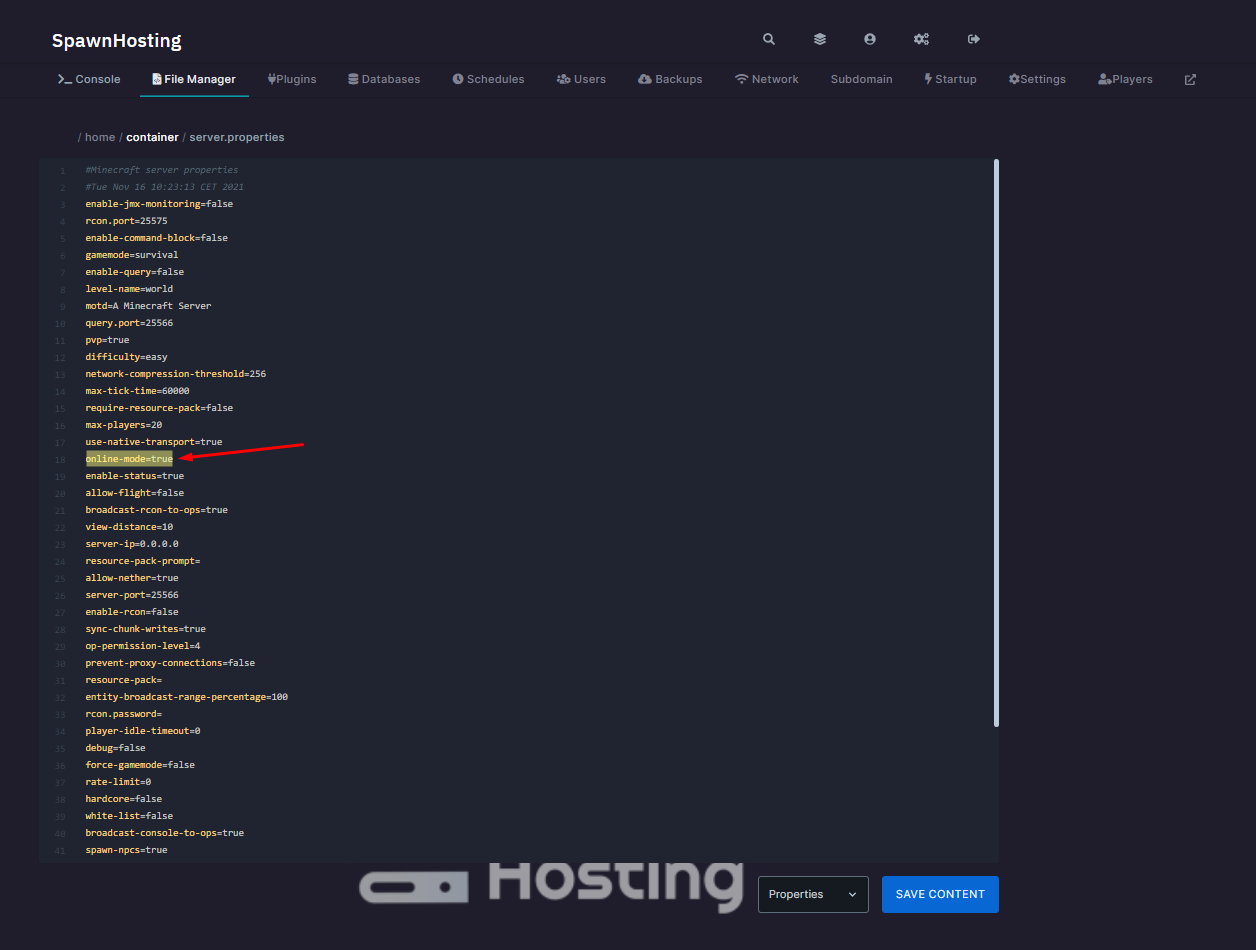 SpawnHosting
Console File Manager Plugins Databases Schedules Users Backups Network Subdomain Startup Settings Players
/ home / container / server.properties
1 #Minecraft server properties
2 #Tue Nov 16 10:23:13 CET 2021
3 enable-jmx-monitoring=false
4 rcon.port=25575
5 enable-command-block=false
6 gamemode=survival
7 enable-query=false
8 level-name=world
9 motd=A Minecraft Server
10 query.port=25566
11 pvp=true
12 difficulty=easy
13 network-compression-threshold=256
14 max-tick-time=60000
15 require-resource-pack=false
16 max-players=20
17 use-native-transport=true
18 online-mode=true
19 enable-status=true
20 allow-flight=false
21 broadcast-rcon-to-ops=true
22 view-distance=10
23 server-ip=0.0.0.0
24 resource-pack-prompt=
25 allow-nether=true
26 server-port=25566
27 enable-rcon=false
28 sync-chunk-writes=true
29 op-permission-level=4
30 prevent-proxy-connections=false
31 resource-pack=
32 entity-broadcast-range-percentage=100
33 rcon.password=
34 player-idle-timeout=0
35 debug=false
36 force-gamemode=false
37 rate-limit=0
38 hardcore=false
39 white-list=false
40 broadcast-console-to-ops=true
41 spawn-npcs=true
Hosting
Properties
SAVE CONTENT